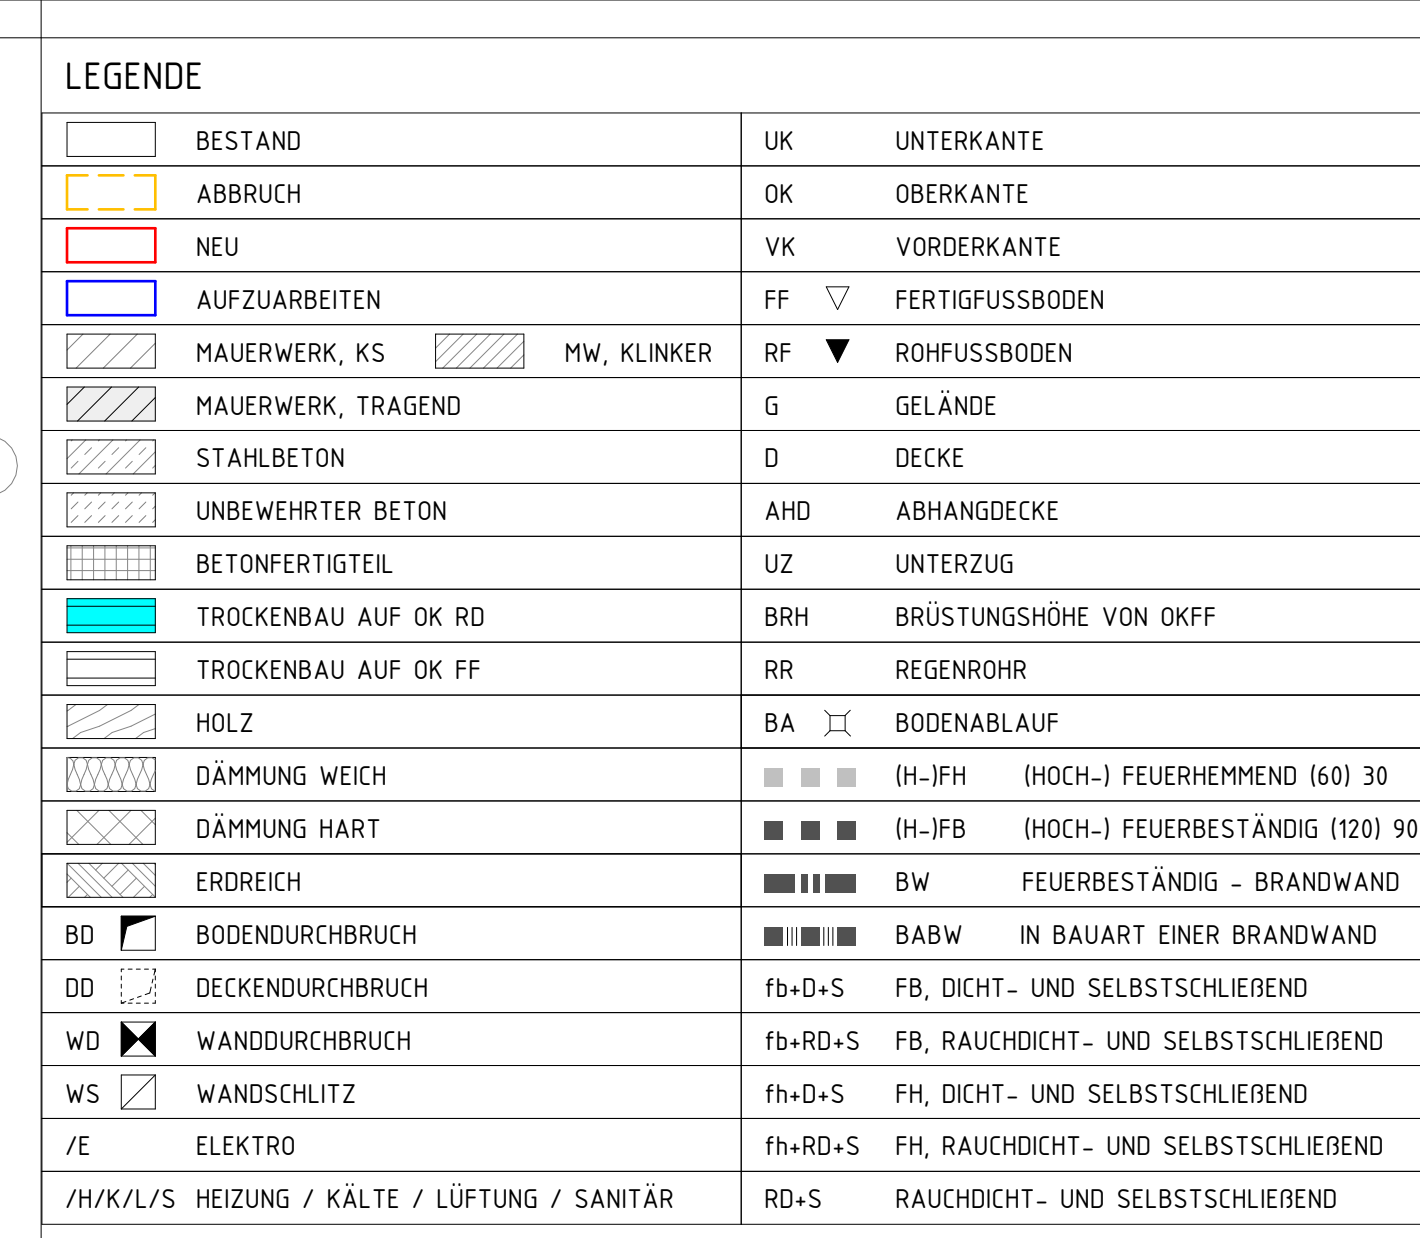 LEGENDE
BESTAND
ABBRUCH
NEU
AUFZUARBEITEN
MAUERWERK, KS MW, KLINKER
MAUERWERK, TRAGEND
STAHLBETON
UNBEWEHRTER BETON
BETONFERTIGTEIL
TROCKENBAU AUF OK RD
TROCKENBAU AUF OK FF
HOLZ
DÄMMUNG WEICH
DÄMMUNG HART
ERDREICH
BD BODENDURCHBRUCH
DD DECKENDURCHBRUCH
WD WANDDURCHBRUCH
WS WANDSCHLITZ
/E ELEKTRO
/H/K/L/S HEIZUNG / KÄLTE / LÜFTUNG / SANITÄR
UK UNTERKANTE
OK OBERKANTE
VK VORDERKANTE
FF FERTIGFUSSBODEN
RF ROHFUSSBODEN
G GELÄNDE
D DECKE
AHD ABHANGDECKE
UZ UNTERZUG
BRH BRÜSTUNGSHÖHE VON OKFF
RR REGENROHR
BA BODENABLAUF
(H-)FH (HOCH-) FEUERHEMMEND (60) 30
(H-)FB (HOCH-) FEUERBESTÄNDIG (120) 90
BW FEUERBESTÄNDIG - BRANDWAND
BABW IN BAUART EINER BRANDWAND
fb+D+S FB, DICHT- UND SELBSTSCHLIEßEND
fb+RD+S FB, RAUCHDICHT- UND SELBSTSCHLIEßEND
fh+D+S FH, DICHT- UND SELBSTSCHLIEßEND
fh+RD+S FH, RAUCHDICHT- UND SELBSTSCHLIEßEND
RD+S RAUCHDICHT- UND SELBSTSCHLIEßEND